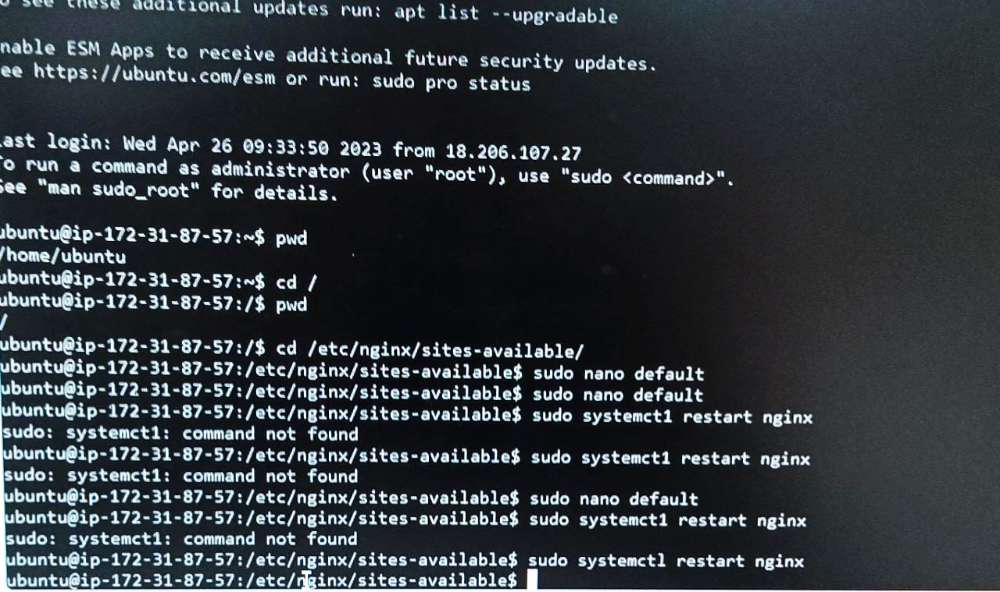 see these additional updates run: apt list --upgradable
nable ESM Apps to receive additional future security updates.
ee https://ubuntu.com/esm or run: sudo pro status
ast login: Wed Apr 26 09:33:50 2023 from 18.206.107.27
o run a command as administrator (user "root"), use "sudo <command>".
See "man sudo_root" for details.
ubuntu@ip-172-31-87-57:~$ pwd
/home/ubuntu
ubuntu@ip-172-31-87-57:~$ cd /
ubuntu@ip-172-31-87-57:/$ pwd
/
ubuntu@ip-172-31-87-57:/$ cd /etc/nginx/sites-available/
ubuntu@ip-172-31-87-57:/etc/nginx/sites-available$ sudo nano default
ubuntu@ip-172-31-87-57:/etc/nginx/sites-available$ sudo nano default
ubuntu@ip-172-31-87-57:/etc/nginx/sites-available$ sudo systemct1 restart nginx
sudo: systemct1: command not found
ubuntu@ip-172-31-87-57:/etc/nginx/sites-available$ sudo systemct1 restart nginx
sudo: systemct1: command not found
ubuntu@ip-172-31-87-57:/etc/nginx/sites-available$ sudo nano default
ubuntu@ip-172-31-87-57:/etc/nginx/sites-available$ sudo systemct1 restart nginx
sudo: systemct1: command not found
ubuntu@ip-172-31-87-57:/etc/nginx/sites-available$ sudo systemctl restart nginx
ubuntu@ip-172-31-87-57:/etc/nginx/sites-available$